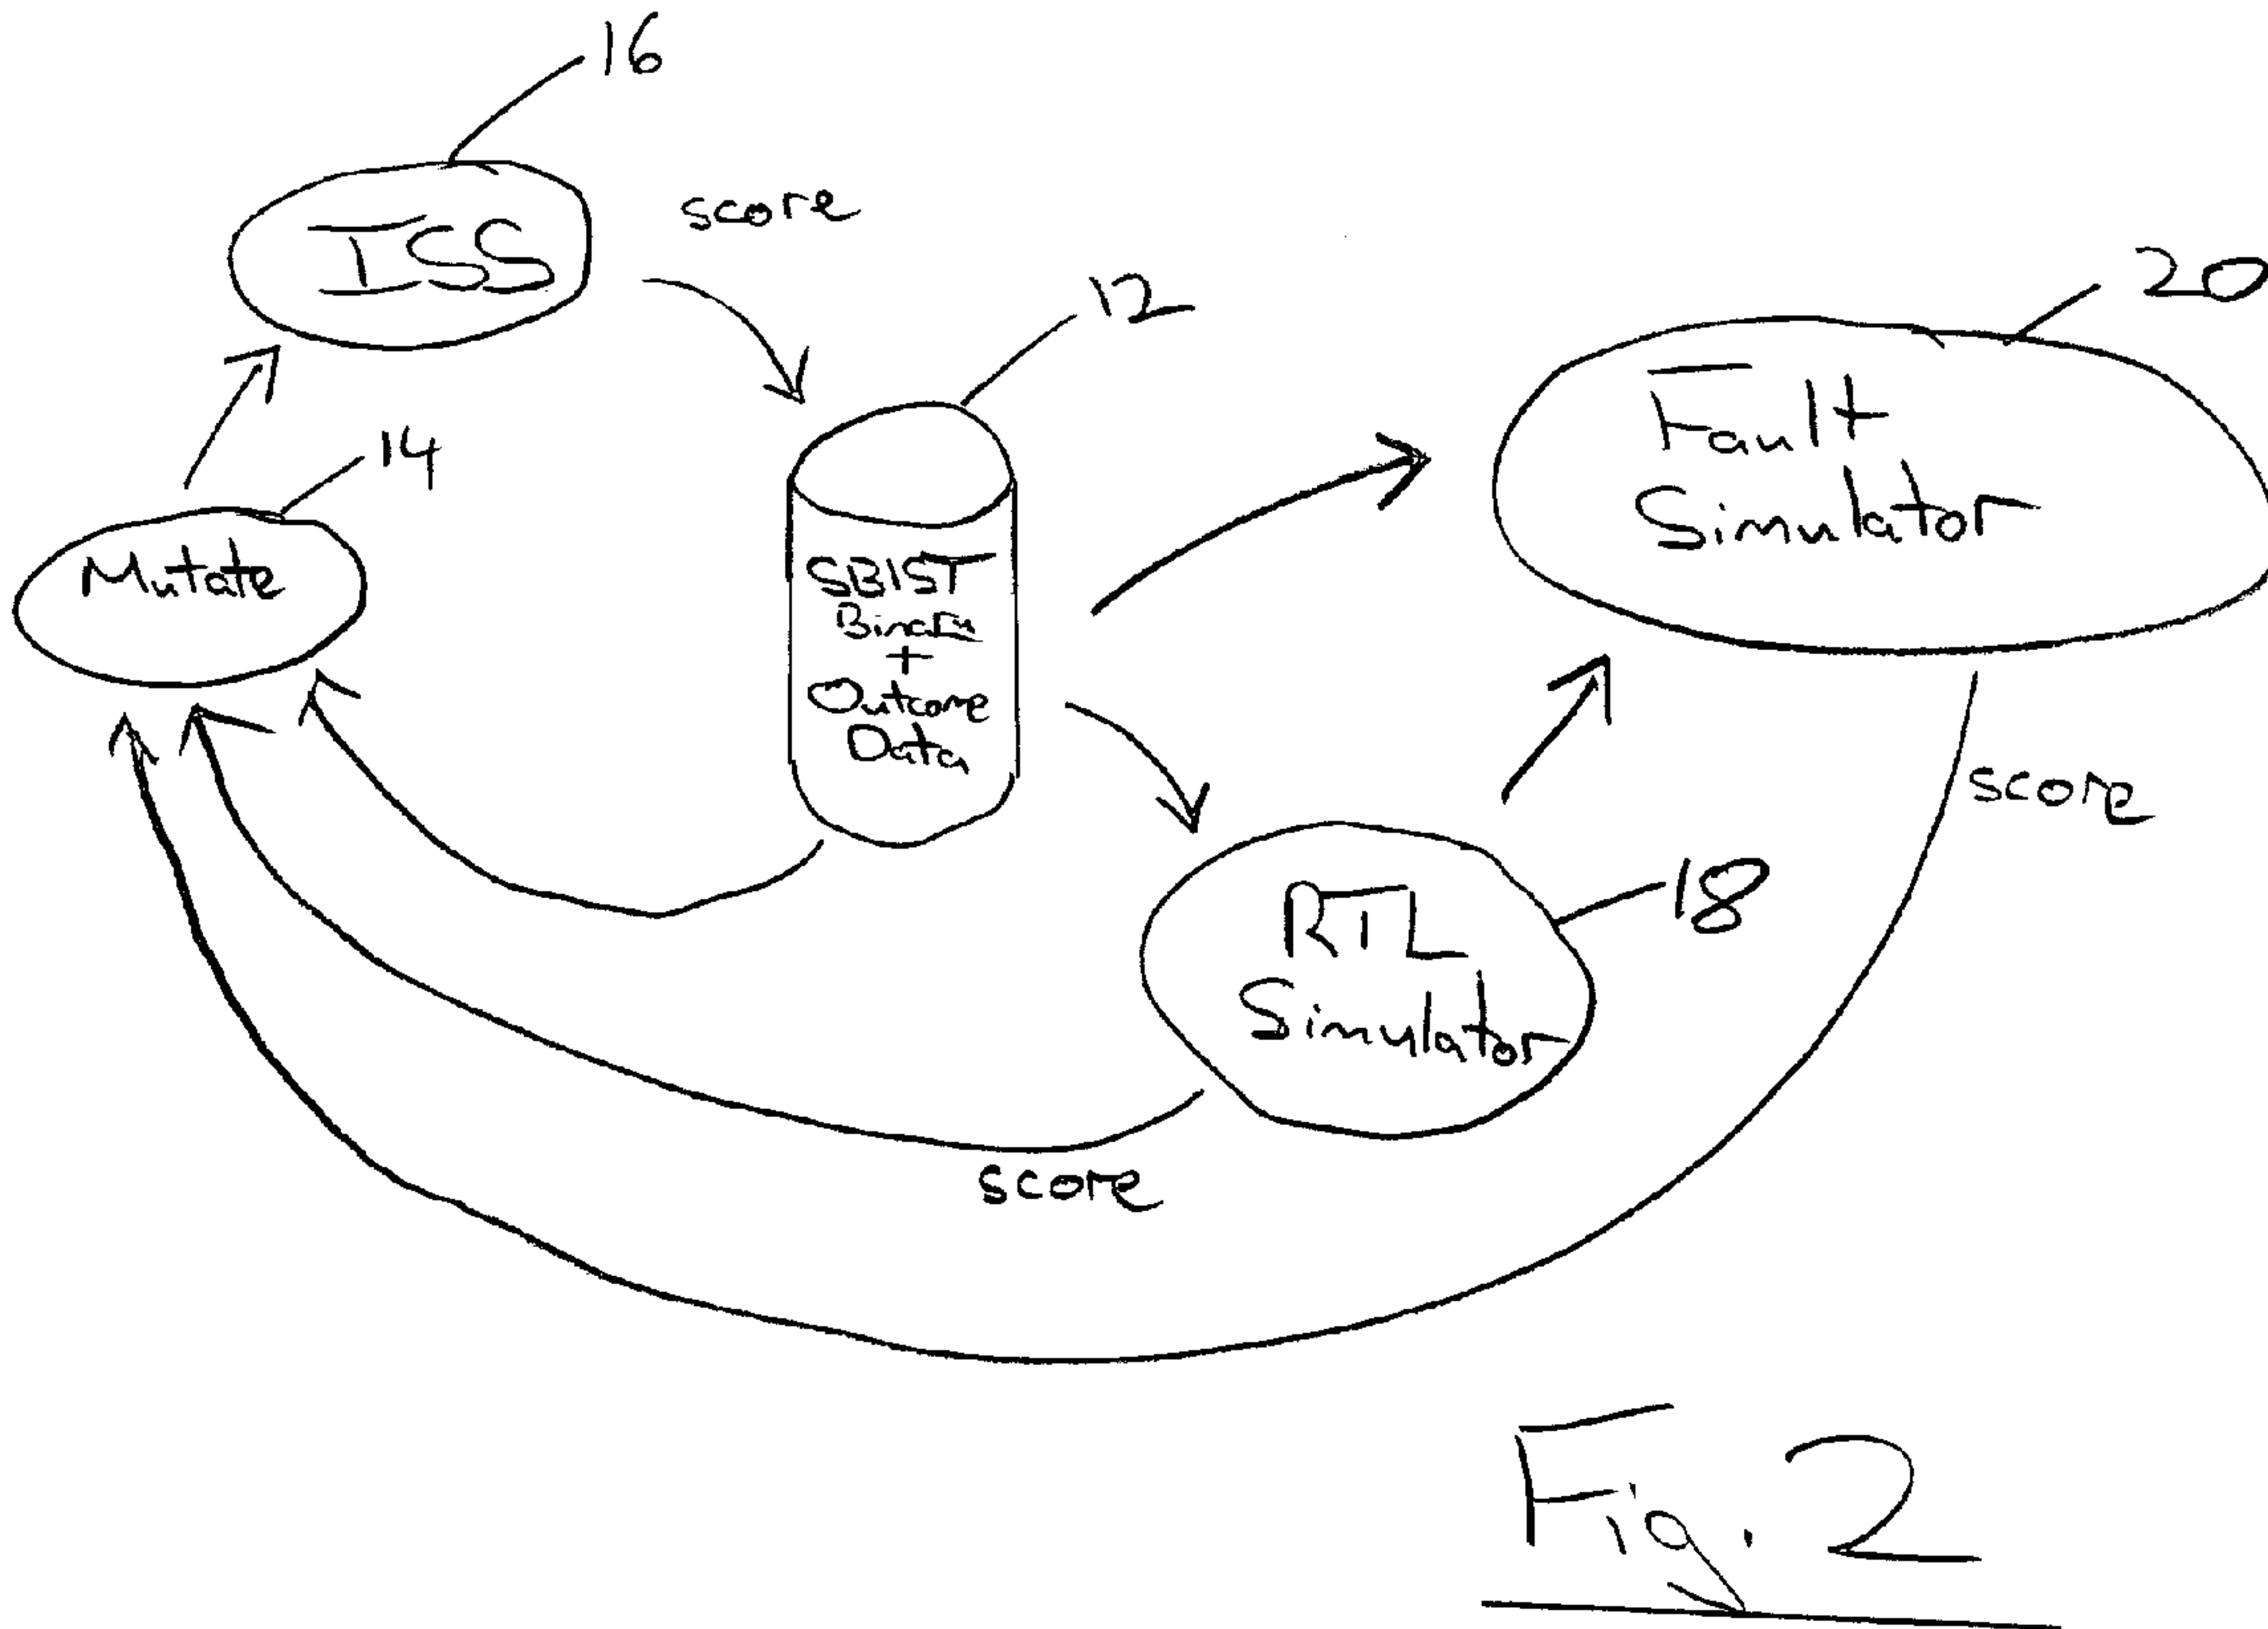 16
ISS
score
12
20
Fault
Simulator
14
Mutate
SBIST
Binary
+
Outcome
Data
score
18
RTL
Simulator
score
Fig. 2